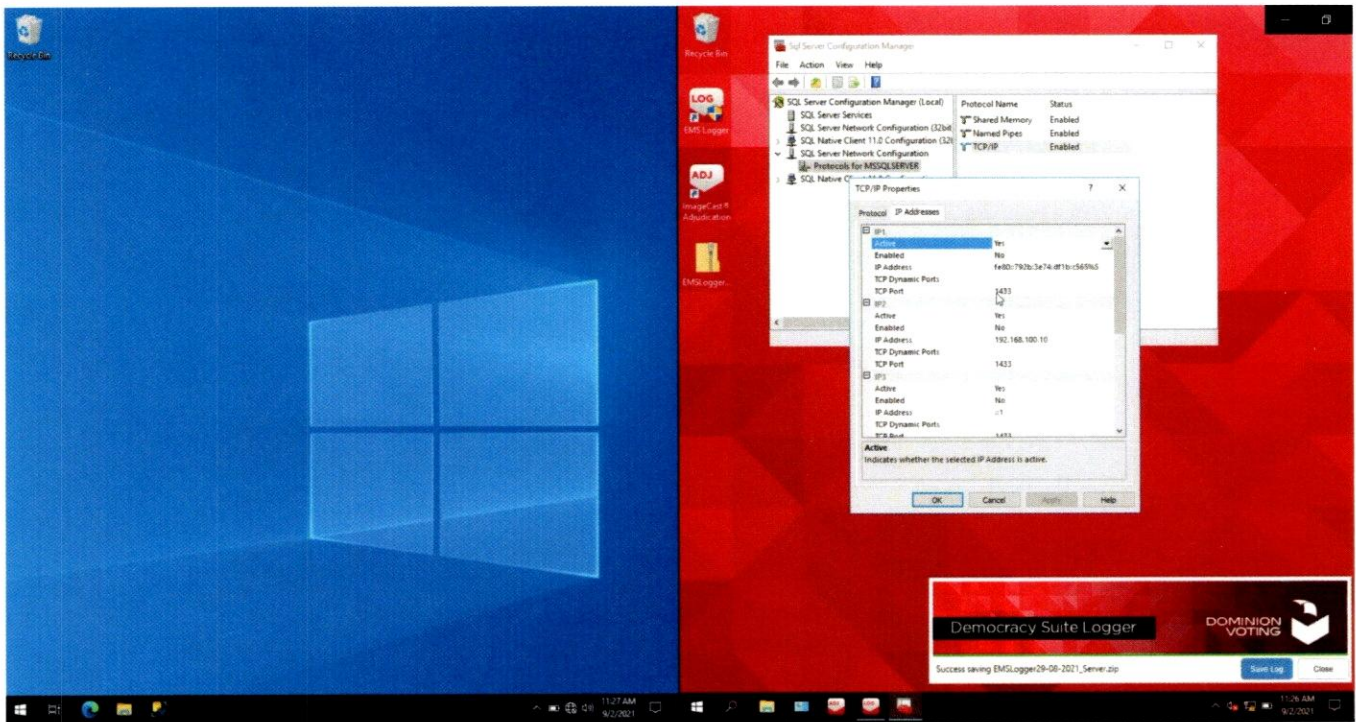 Recycle Bin
11:27 AM
9/2/2021
Recycle Bin
LOG
EMS Logger
ADJ
ImageCast®
Adjudication
EMSLogger...
Sql Server Configuration Manager
File Action View Help
SQL Server Configuration Manager (Local)
SQL Server Services
SQL Server Network Configuration (32bit
SQL Native Client 11.0 Configuration (32b
SQL Server Network Configuration
Protocols for MSSQLSERVER
SQL Native
Protocol Name Status
Shared Memory Enabled
Named Pipes Enabled
TCP/IP Enabled
TCP/IP Properties ? X
Protocol IP Addresses
IP1
Active Yes
Enabled No
IP Address fe80::792b:3e74:df1b:c565%5
TCP Dynamic Ports
TCP Port 1433
IP2
Active Yes
Enabled No
IP Address 192.168.100.10
TCP Dynamic Ports
TCP Port 1433
IP3
Active Yes
Enabled No
IP Address ::1
TCP Dynamic Ports
TCP Port 1433
Active
Indicates whether the selected IP Address is active.
OK Cancel Apply Help
Democracy Suite Logger
DOMINION
VOTING
Success saving EMSLogger29-08-2021_Server.zip
Save Log Close
ADJ LOG
11:26 AM
9/2/2021